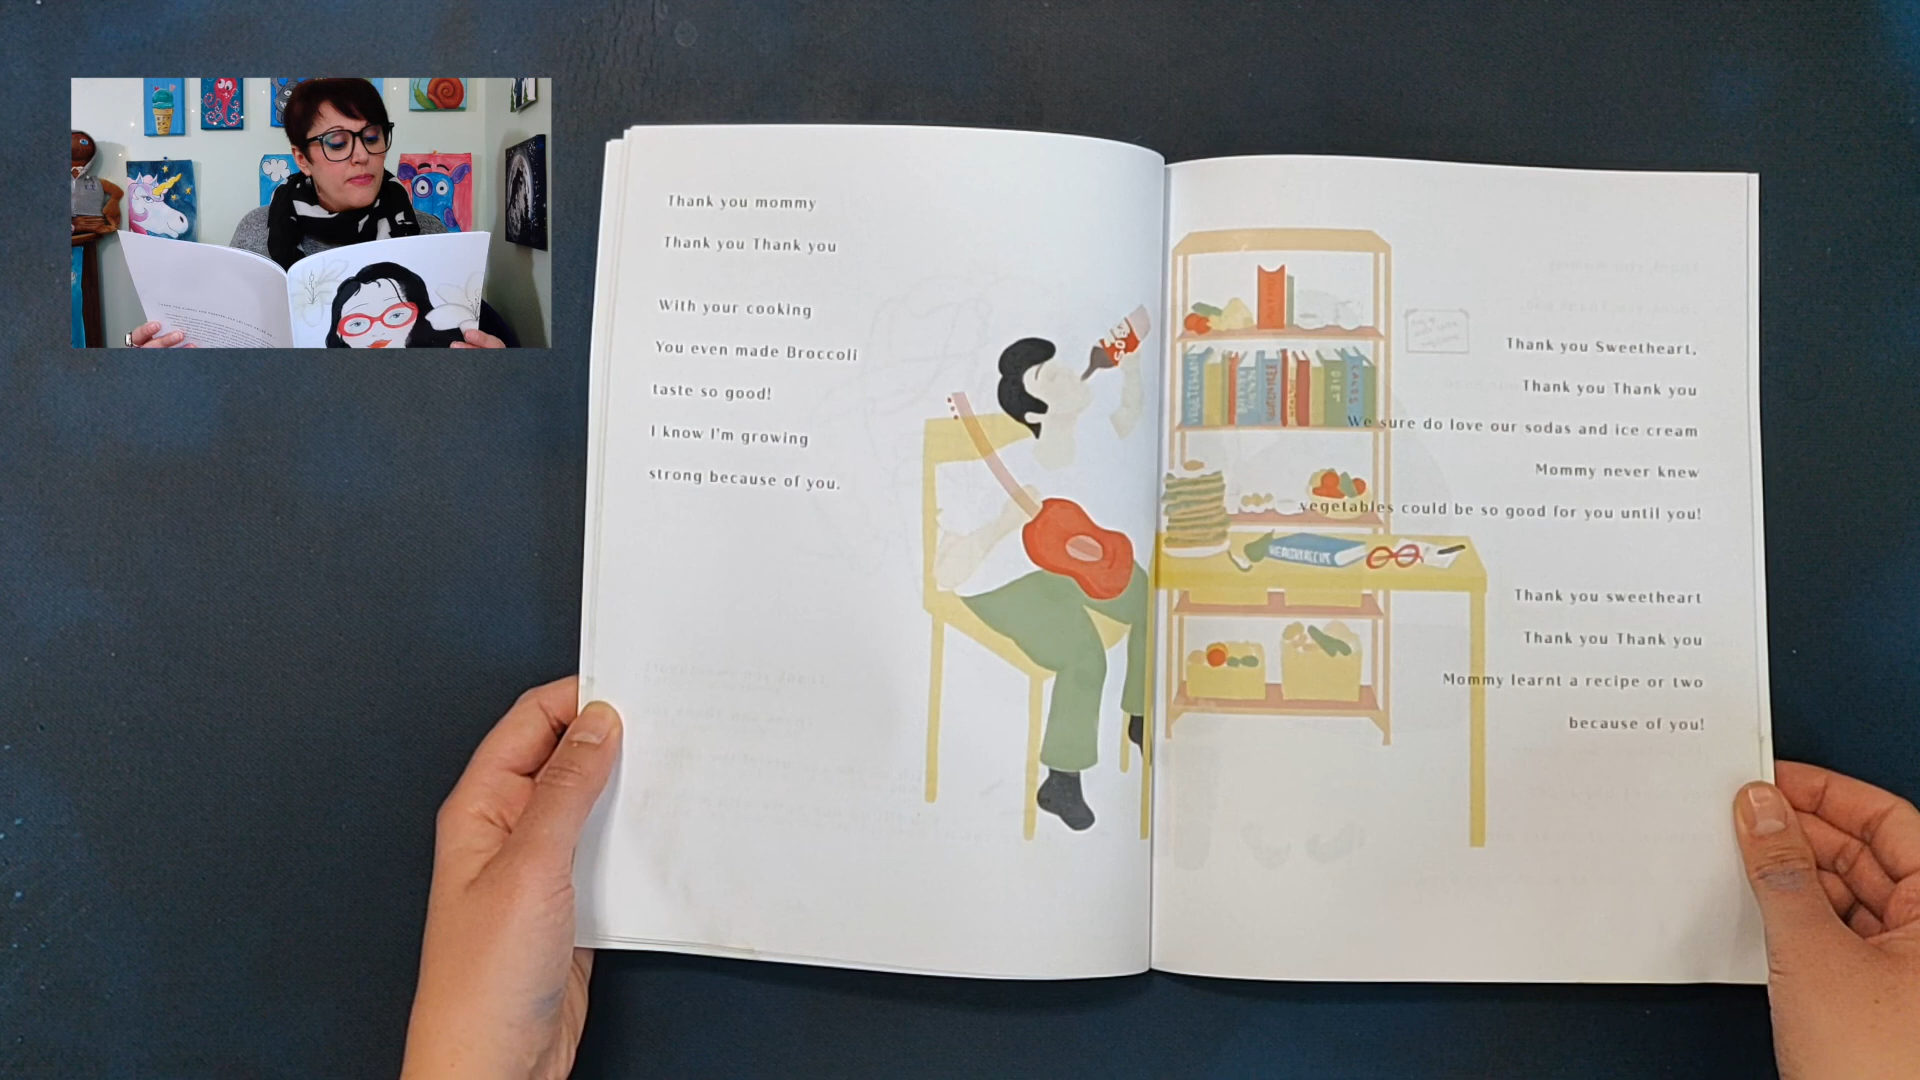 Thank you mommy
Thank you Thank you
With your cooking
You even made Broccoli
taste so good!
I know I'm growing
strong because of you.
SODA
VEGETABLES
DIET
Thank you Sweetheart,
Thank you Thank you
We sure do love our sodas and ice cream
Mommy never knew
vegetables could be so good for you until you!
Thank you sweetheart
Thank you Thank you
Mommy learnt a recipe or two
because of you!